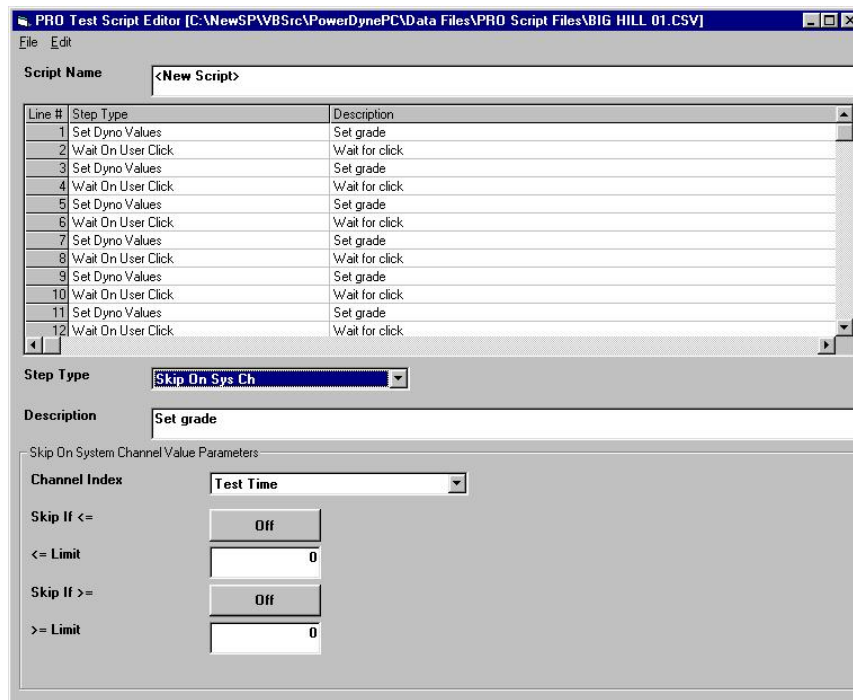 PRO Test Script Editor [C:\NewSP\VBSrc\PowerDynePC\Data Files\PRO Script Files\BIG HILL 01.CSV]
File Edit
Script Name <New Script>
Line # Step Type Description
1 Set Dyno Values Set grade
2 Wait On User Click Wait for click
3 Set Dyno Values Set grade
4 Wait On User Click Wait for click
5 Set Dyno Values Set grade
6 Wait On User Click Wait for click
7 Set Dyno Values Set grade
8 Wait On User Click Wait for click
9 Set Dyno Values Set grade
10 Wait On User Click Wait for click
11 Set Dyno Values Set grade
12 Wait On User Click Wait for click
Step Type Skip On Sys Ch
Description Set grade
Skip On System Channel Value Parameters
Channel Index Test Time
Skip If <= Off
<= Limit 0
Skip If >= Off
>= Limit 0